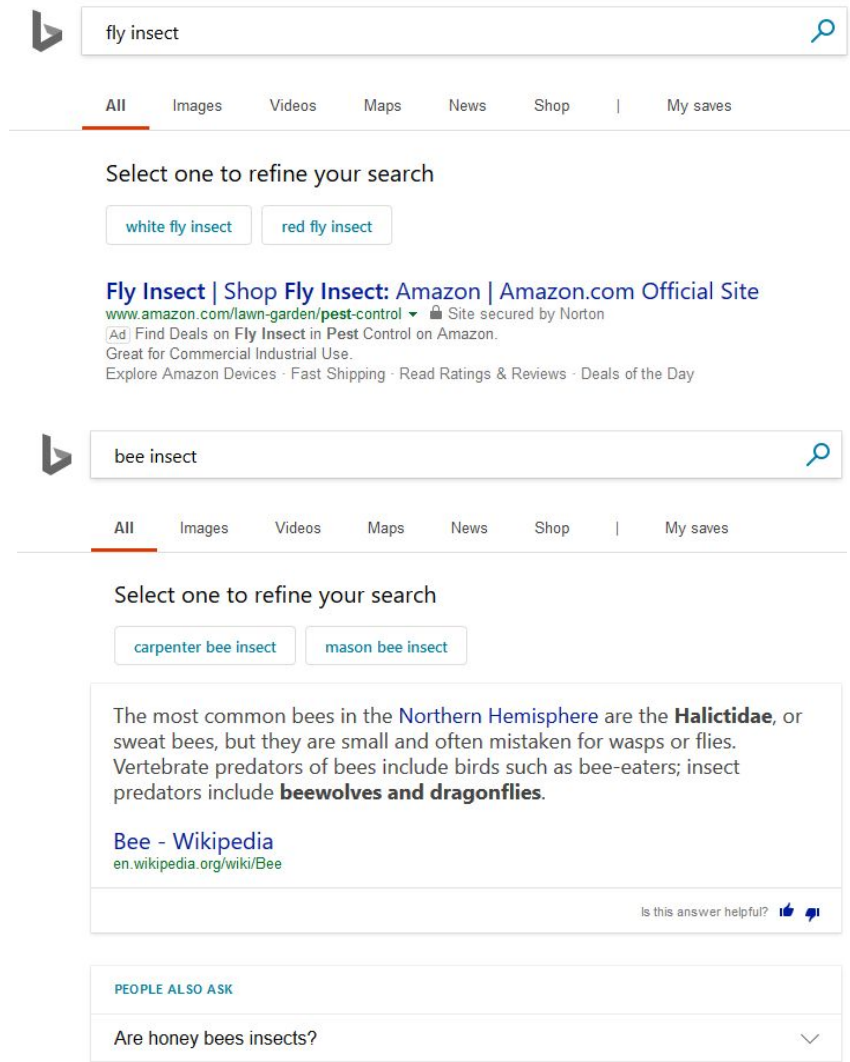 fly insect
All Images Videos Maps News Shop | My saves
Select one to refine your search
white fly insect red fly insect
Fly Insect | Shop Fly Insect: Amazon | Amazon.com Official Site
www.amazon.com/lawn-garden/pest-control Site secured by Norton
Ad Find Deals on Fly Insect in Pest Control on Amazon.
Great for Commercial Industrial Use.
Explore Amazon Devices · Fast Shipping · Read Ratings & Reviews · Deals of the Day
bee insect
All Images Videos Maps News Shop | My saves
Select one to refine your search
carpenter bee insect mason bee insect
The most common bees in the Northern Hemisphere are the Halictidae, or
sweat bees, but they are small and often mistaken for wasps or flies.
Vertebrate predators of bees include birds such as bee-eaters; insect
predators include beewolves and dragonflies.
Bee - Wikipedia
en.wikipedia.org/wiki/Bee
Is this answer helpful?
PEOPLE ALSO ASK
Are honey bees insects?